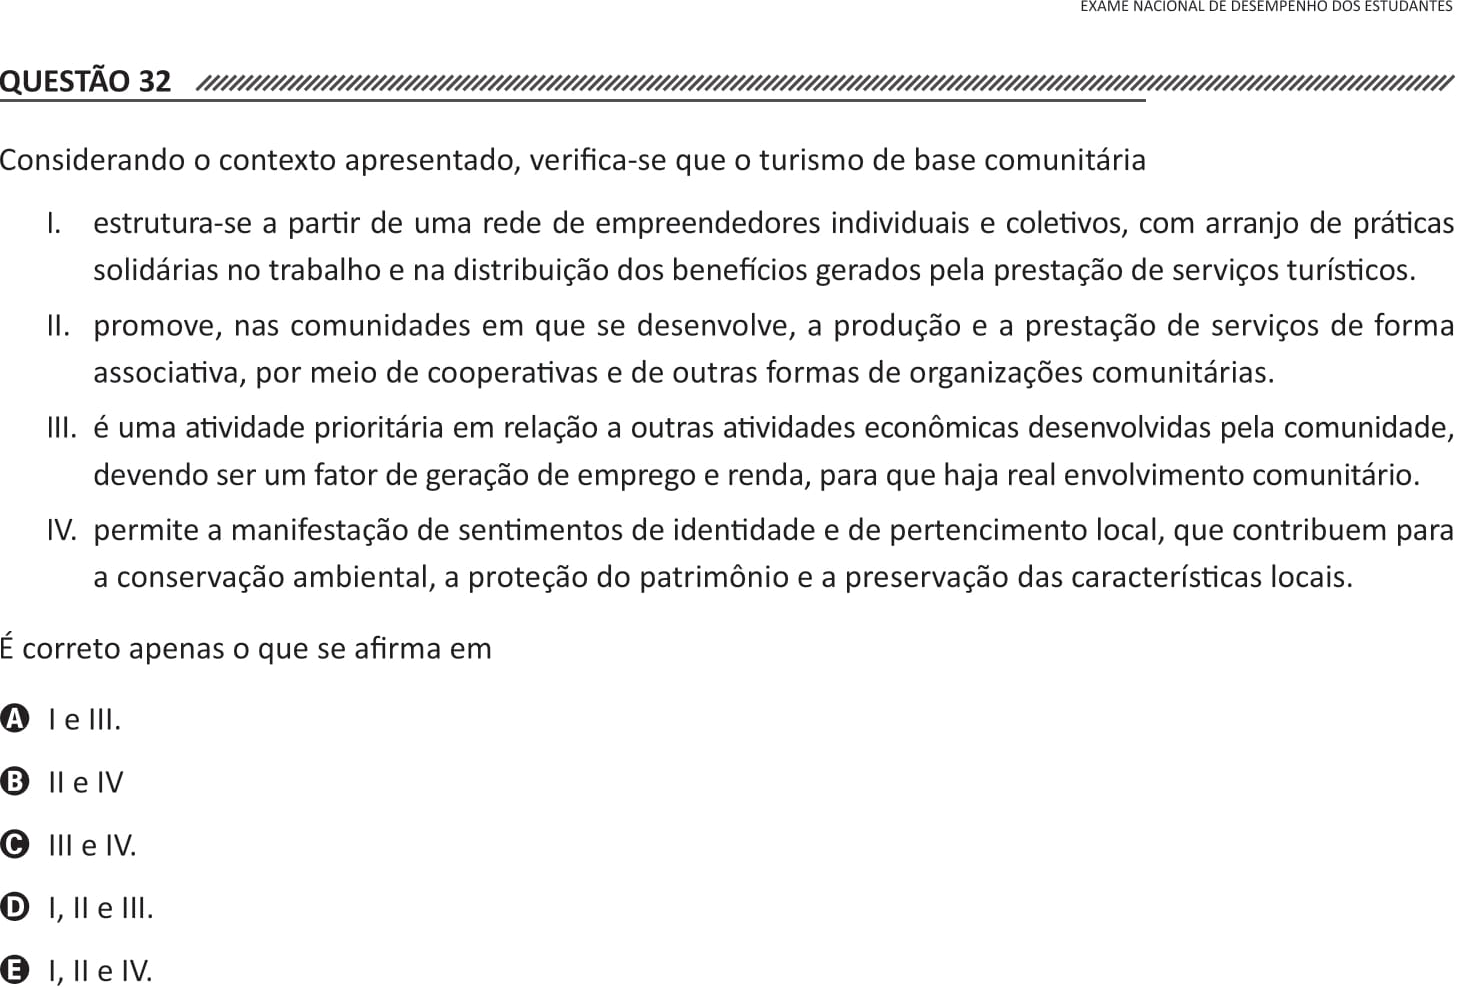 EXAME NACIONAL DE DESEMPENHO DOS ESTUDANTES
QUESTÃO 32
Considerando o contexto apresentado, verifica-se que o turismo de base comunitária
I. estrutura-se a partir de uma rede de empreendedores individuais e coletivos, com arranjo de práticas
solidárias no trabalho e na distribuição dos benefícios gerados pela prestação de serviços turísticos.
II. promove, nas comunidades em que se desenvolve, a produção e a prestação de serviços de forma
associativa, por meio de cooperativas e de outras formas de organizações comunitárias.
III. é uma atividade prioritária em relação a outras atividades econômicas desenvolvidas pela comunidade,
devendo ser um fator de geração de emprego e renda, para que haja real envolvimento comunitário.
IV. permite a manifestação de sentimentos de identidade e de pertencimento local, que contribuem para
a conservação ambiental, a proteção do patrimônio e a preservação das características locais.
É correto apenas o que se afirma em
A I e III.
B II e IV
C III e IV.
D I, II e III.
E I, II e IV.